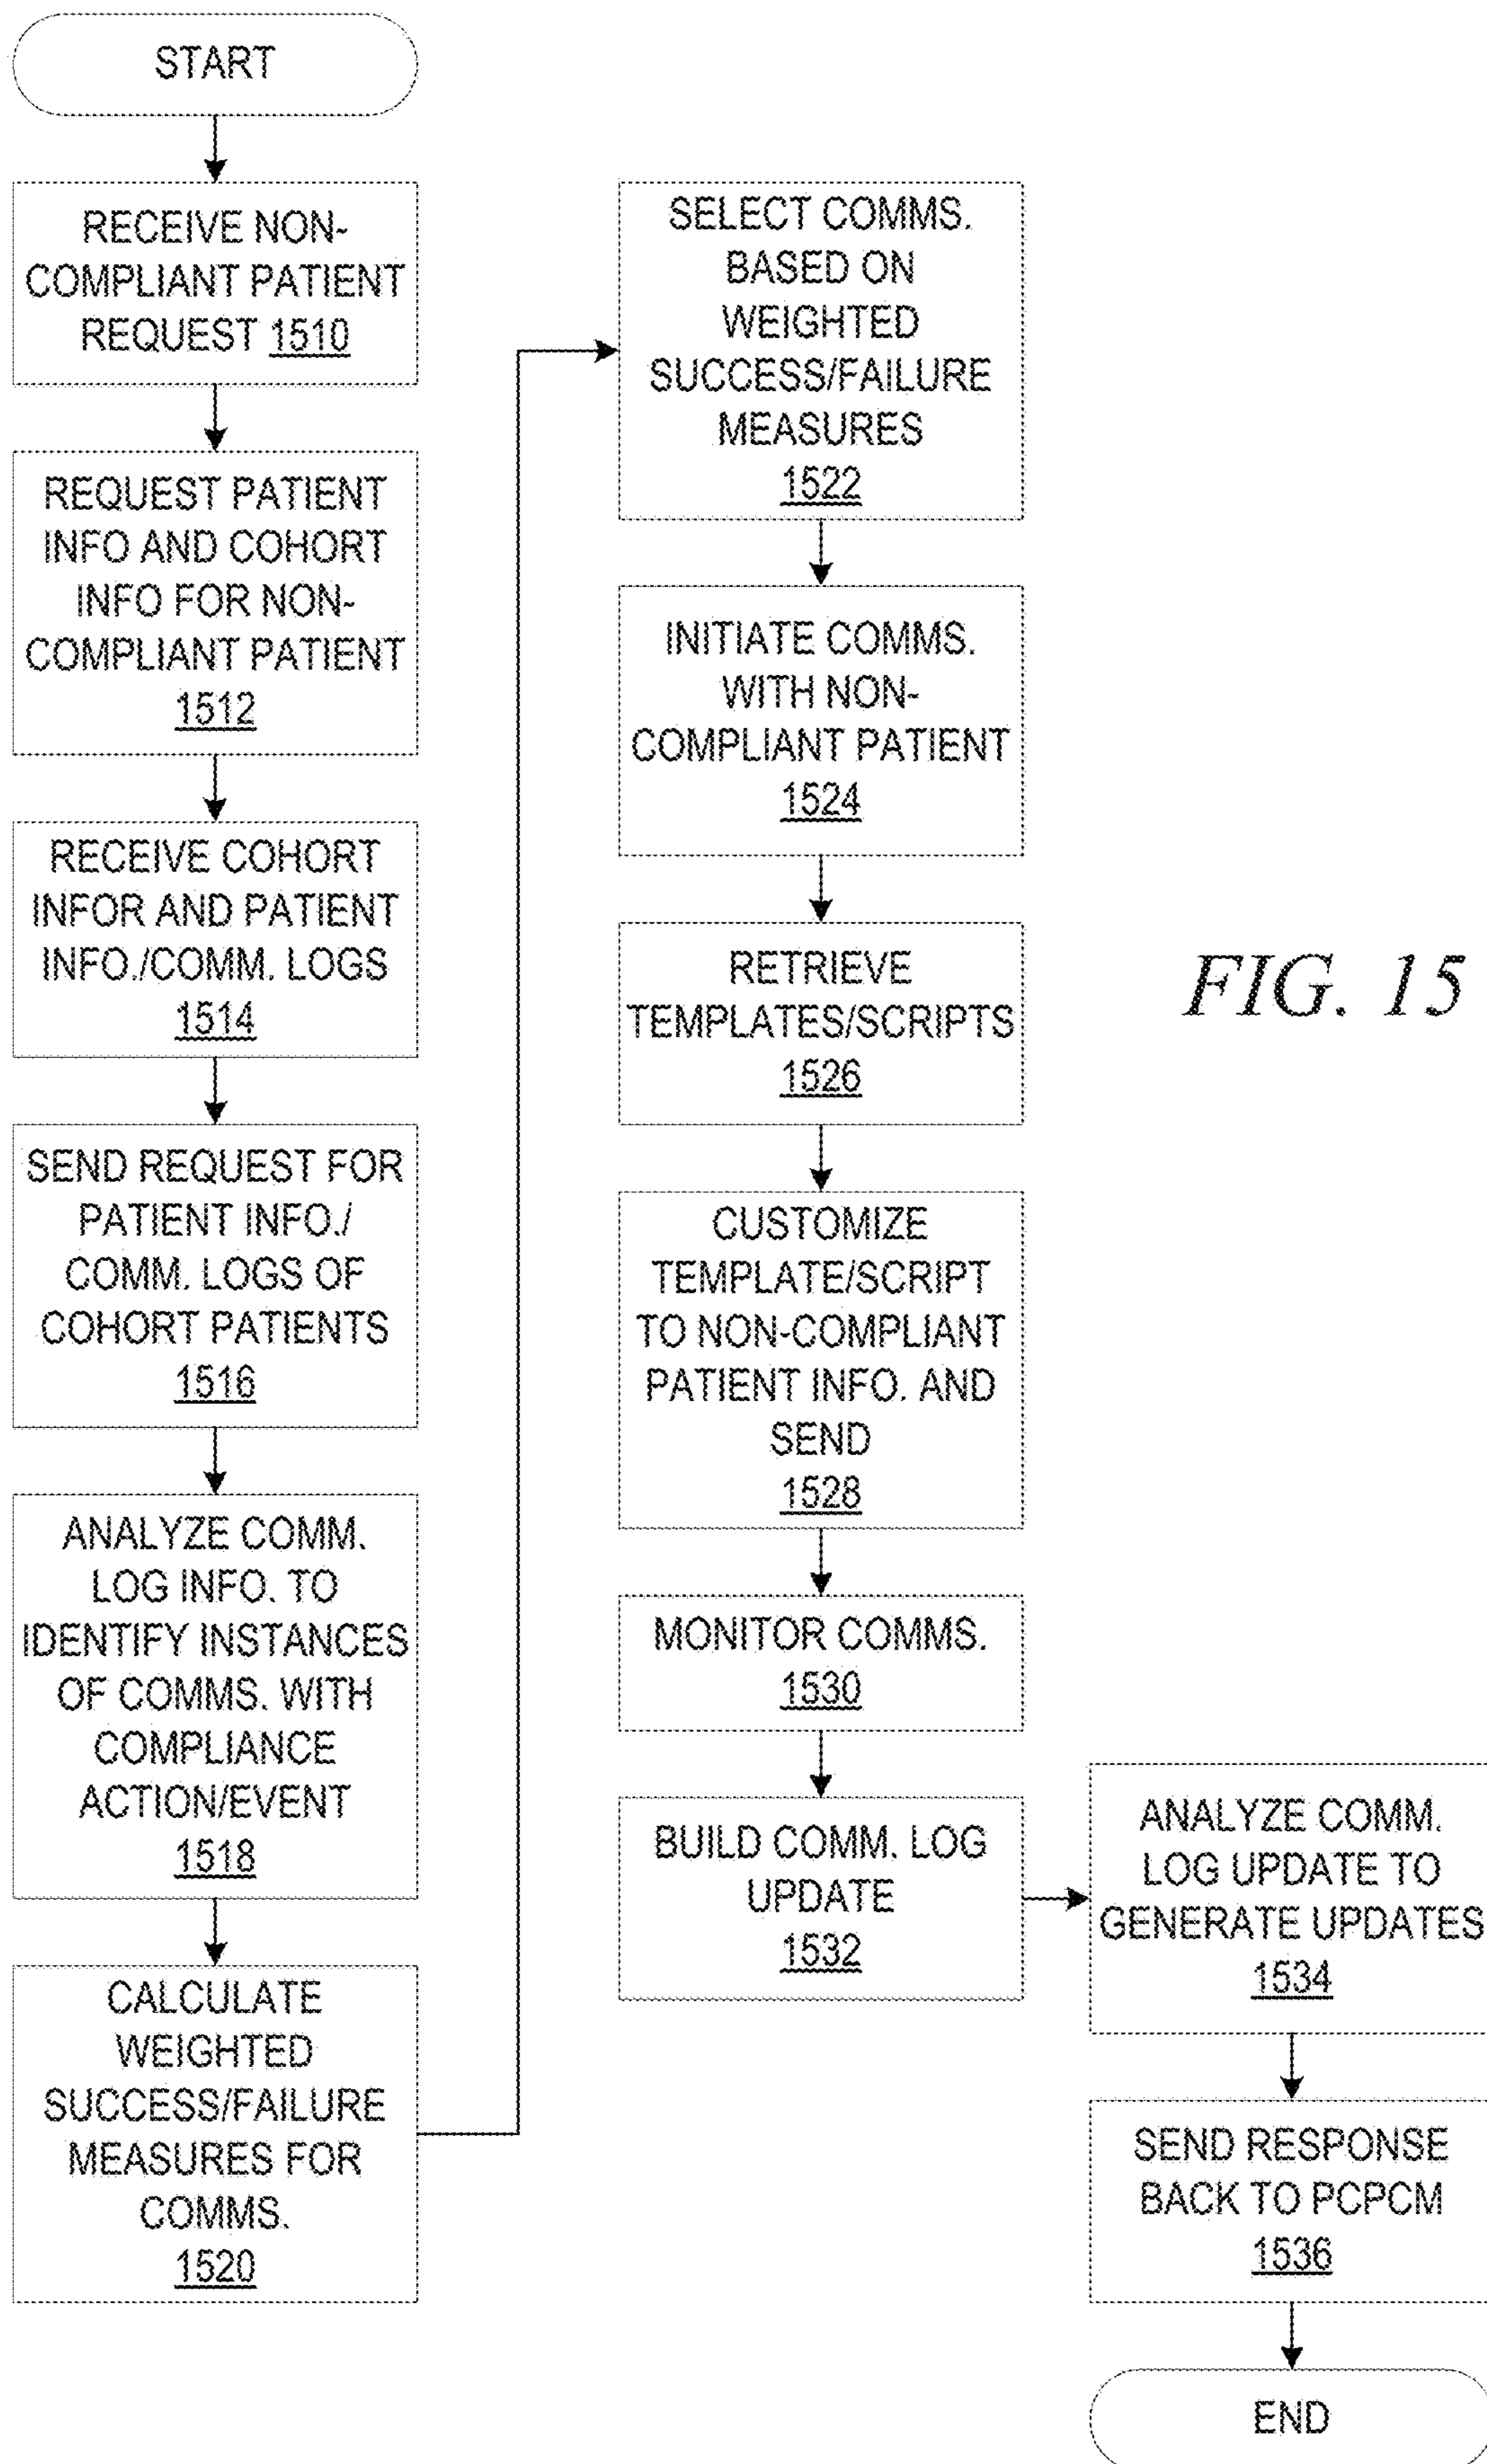 START
RECEIVE NON-
COMPLIANT PATIENT
REQUEST 1510
REQUEST PATIENT
INFO AND COHORT
INFO FOR NON-
COMPLIANT PATIENT
1512
RECEIVE COHORT
INFOR AND PATIENT
INFO./COMM. LOGS
1514
SEND REQUEST FOR
PATIENT INFO./
COMM. LOGS OF
COHORT PATIENTS
1516
ANALYZE COMM.
LOG INFO. TO
IDENTIFY INSTANCES
OF COMMS. WITH
COMPLIANCE
ACTION/EVENT
1518
CALCULATE
WEIGHTED
SUCCESS/FAILURE
MEASURES FOR
COMMS.
1520
SELECT COMMS.
BASED ON
WEIGHTED
SUCCESS/FAILURE
MEASURES
1522
INITIATE COMMS.
WITH NON-
COMPLIANT PATIENT
1524
RETRIEVE
TEMPLATES/SCRIPTS
1526
CUSTOMIZE
TEMPLATE/SCRIPT
TO NON-COMPLIANT
PATIENT INFO. AND
SEND
1528
MONITOR COMMS.
1530
BUILD COMM. LOG
UPDATE
1532
ANALYZE COMM.
LOG UPDATE TO
GENERATE UPDATES
1534
SEND RESPONSE
BACK TO PCPCM
1536
END
FIG. 15